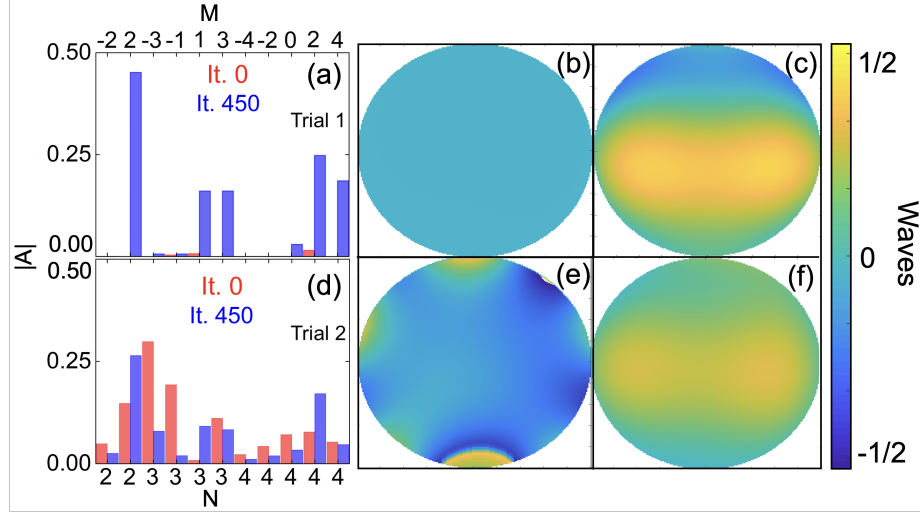 M
-2 2 -3 -1 1 3 -4 -2 0 2 4
0.50
(a)
It. 0
It. 450
Trial 1
0.25
0.00
(b)
(c)
1/2
0
-1/2
Waves
|A|
0.50
(d)
It. 0
It. 450
Trial 2
0.25
0.00
(e)
(f)
2 2 3 3 3 3 4 4 4 4 4
N